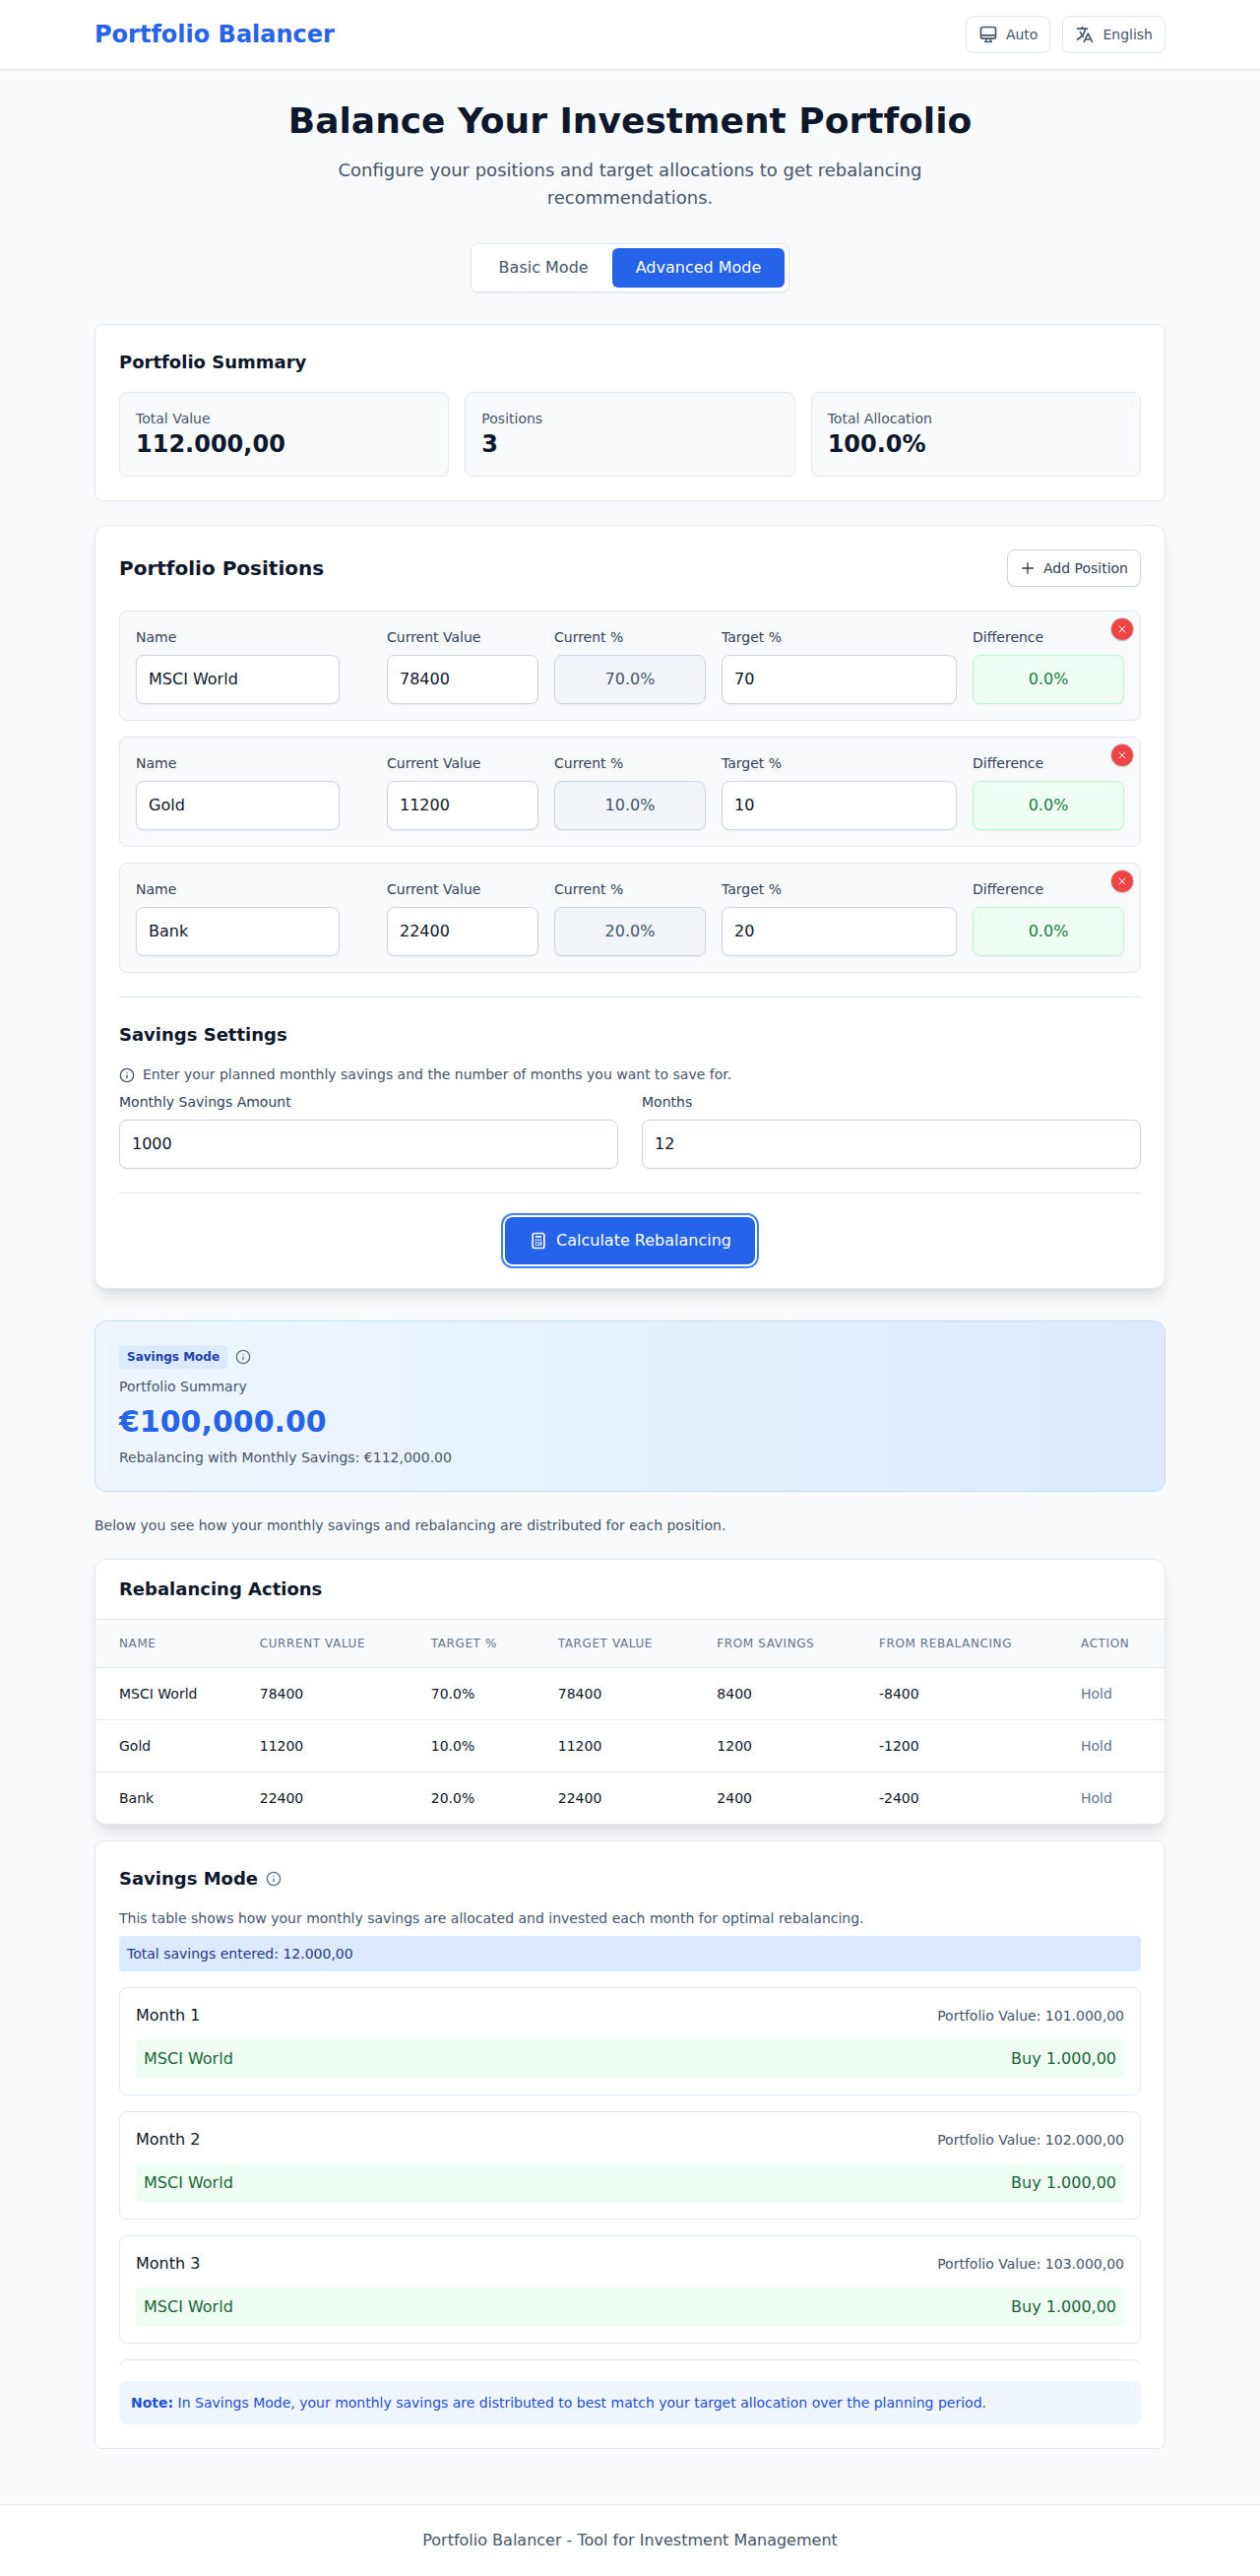 Portfolio Balancer
Auto
English
Balance Your Investment Portfolio
Configure your positions and target allocations to get rebalancing
recommendations.
Basic Mode
Advanced Mode
Portfolio Summary
Total Value
112.000,00
Positions
3
Total Allocation
100.0%
Portfolio Positions
Add Position
Name
Current Value
Current %
Target %
Difference
MSCI World
78400
70.0%
70
0.0%
Name
Current Value
Current %
Target %
Difference
Gold
11200
10.0%
10
0.0%
Name
Current Value
Current %
Target %
Difference
Bank
22400
20.0%
20
0.0%
Savings Settings
Enter your planned monthly savings and the number of months you want to save for.
Monthly Savings Amount
Months
1000
12
Calculate Rebalancing
Savings Mode
Portfolio Summary
€100,000.00
Rebalancing with Monthly Savings: €112,000.00
Below you see how your monthly savings and rebalancing are distributed for each position.
Rebalancing Actions
NAME CURRENT VALUE TARGET % TARGET VALUE FROM SAVINGS FROM REBALANCING ACTION
MSCI World 78400 70.0% 78400 8400 -8400 Hold
Gold 11200 10.0% 11200 1200 -1200 Hold
Bank 22400 20.0% 22400 2400 -2400 Hold
Savings Mode
This table shows how your monthly savings are allocated and invested each month for optimal rebalancing.
Total savings entered: 12.000,00
Month 1
Portfolio Value: 101.000,00
MSCI World
Buy 1.000,00
Month 2
Portfolio Value: 102.000,00
MSCI World
Buy 1.000,00
Month 3
Portfolio Value: 103.000,00
MSCI World
Buy 1.000,00
Note: In Savings Mode, your monthly savings are distributed to best match your target allocation over the planning period.
Portfolio Balancer - Tool for Investment Management